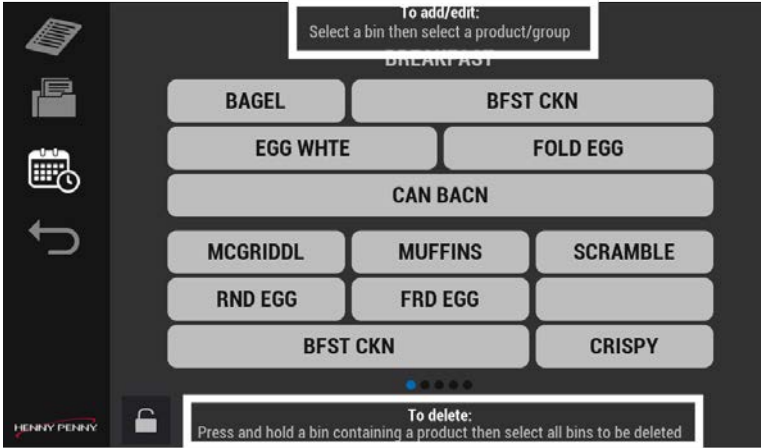 To add/edit:
Select a bin then select a product/group
BREAKFAST
BAGEL BFST CKN
EGG WHTE FOLD EGG
CAN BACN
MCGRIDDL MUFFINS SCRAMBLE
RND EGG FRD EGG
BFST CKN CRISPY
HENNY PENNY
To delete:
Press and hold a bin containing a product then select all bins to be deleted